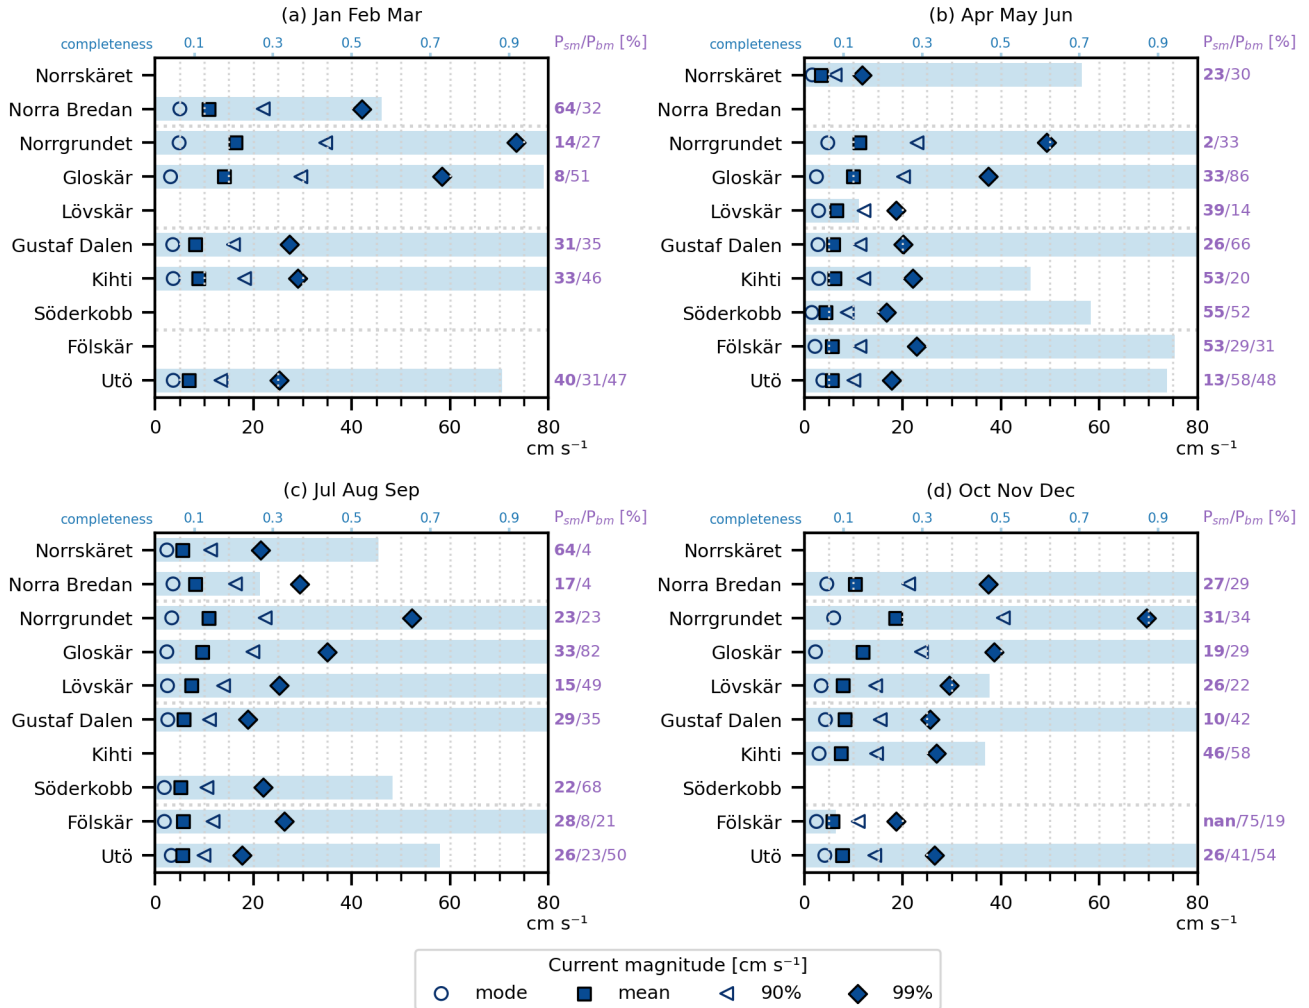 (a) Jan Feb Mar
completeness 0.1 0.3 0.5 0.7 0.9 Psm/Pbm [%]
Norrskäret
Norra Bredan 64/32
Norrgrundet 14/27
Gloskär 8/51
Lövskär
Gustaf Dalen 31/35
Kihti 33/46
Söderkobb
Fölskär
Utö 40/31/47
0 20 40 60 80
cm s⁻¹
(b) Apr May Jun
completeness 0.1 0.3 0.5 0.7 0.9 Psm/Pbm [%]
Norrskäret 23/30
Norra Bredan
Norrgrundet 2/33
Gloskär 33/86
Lövskär 39/14
Gustaf Dalen 26/66
Kihti 53/20
Söderkobb 55/52
Fölskär 53/29/31
Utö 13/58/48
0 20 40 60 80
cm s⁻¹
(c) Jul Aug Sep
completeness 0.1 0.3 0.5 0.7 0.9 Psm/Pbm [%]
Norrskäret 64/4
Norra Bredan 17/4
Norrgrundet 23/23
Gloskär 33/82
Lövskär 15/49
Gustaf Dalen 29/35
Kihti
Söderkobb 22/68
Fölskär 28/8/21
Utö 26/23/50
0 20 40 60 80
cm s⁻¹
(d) Oct Nov Dec
completeness 0.1 0.3 0.5 0.7 0.9 Psm/Pbm [%]
Norrskäret
Norra Bredan 27/29
Norrgrundet 31/34
Gloskär 19/29
Lövskär 26/22
Gustaf Dalen 10/42
Kihti 46/58
Söderkobb
Fölskär nan/75/19
Utö 26/41/54
0 20 40 60 80
cm s⁻¹
Current magnitude [cm s⁻¹]
mode mean 90% 99%